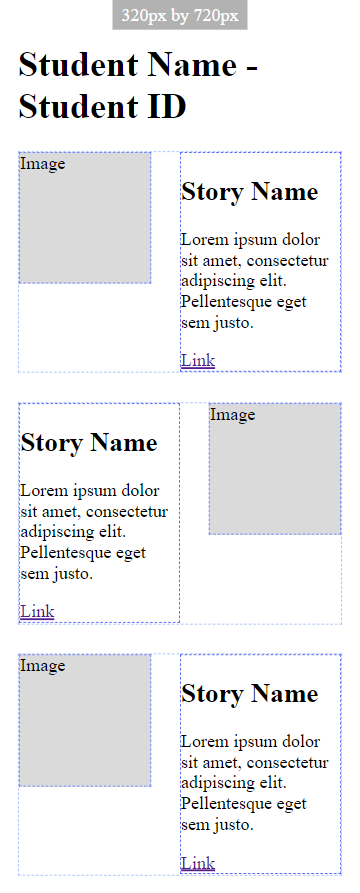 320px by 720px
Student Name -
Student ID
Image
Story Name
Lorem ipsum dolor
sit amet, consectetur
adipiscing elit.
Pellentesque eget
sem justo.
Link
Story Name
Lorem ipsum dolor
sit amet, consectetur
adipiscing elit.
Pellentesque eget
sem justo.
Link
Image
Image
Story Name
Lorem ipsum dolor
sit amet, consectetur
adipiscing elit.
Pellentesque eget
sem justo.
Link